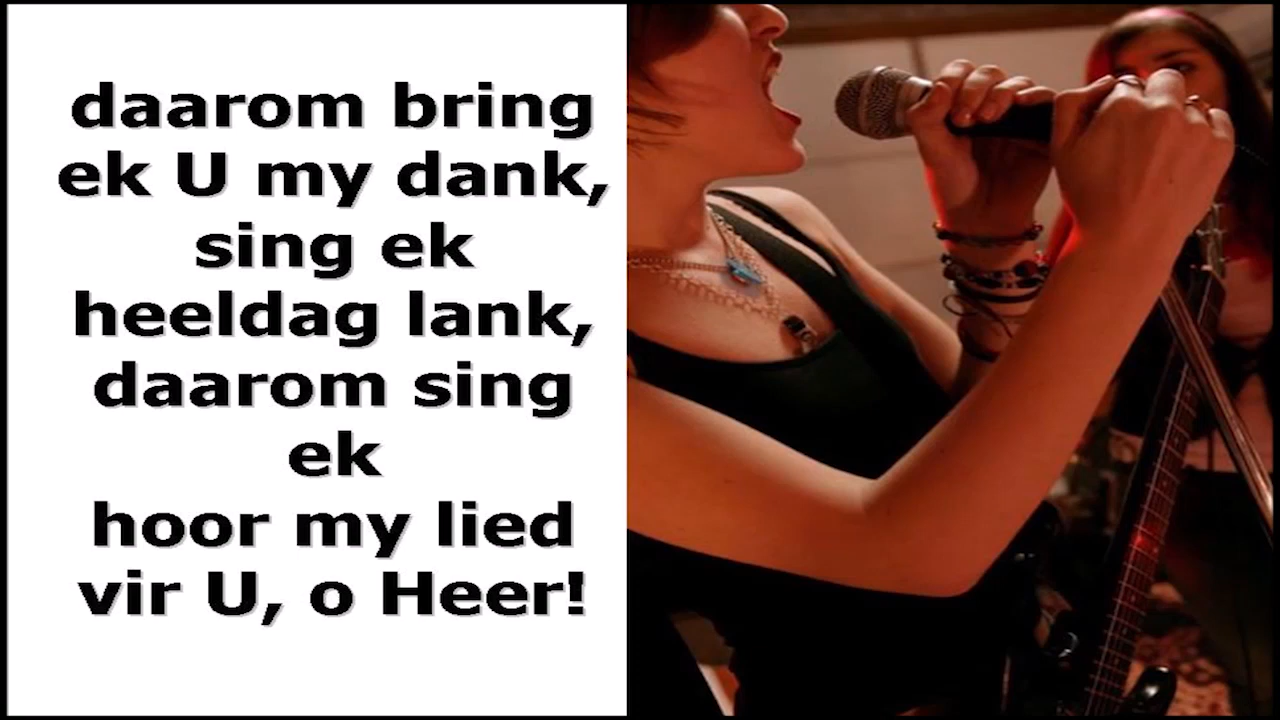 daarom bring
ek U my dank,
sing ek
heeldag lank,
daarom sing
ek
hoor my lied
vir U, o Heer!